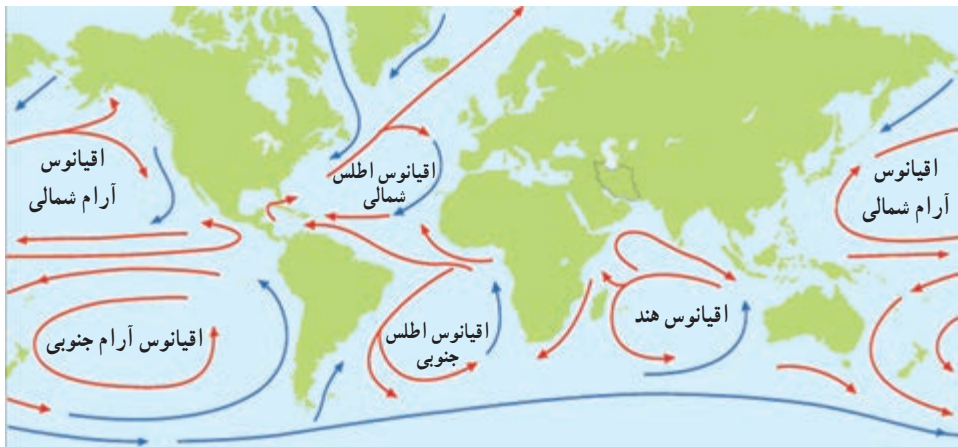 اقیانوس
آرام شمالی
اقیانوس اطلس
شمالی
اقیانوس
آرام شمالی
اقیانوس آرام جنوبی
اقیانوس اطلس
جنوبی
اقیانوس هند